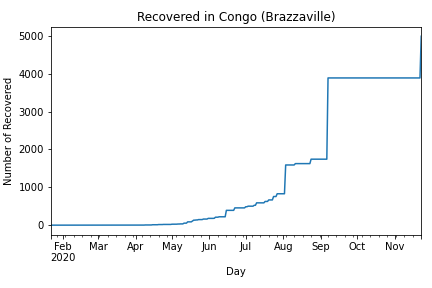 Recovered in Congo (Brazzaville)
5000
4000
3000
2000
1000
0
Number of Recovered
Feb Mar Apr May Jun Jul Aug Sep Oct Nov
2020
Day